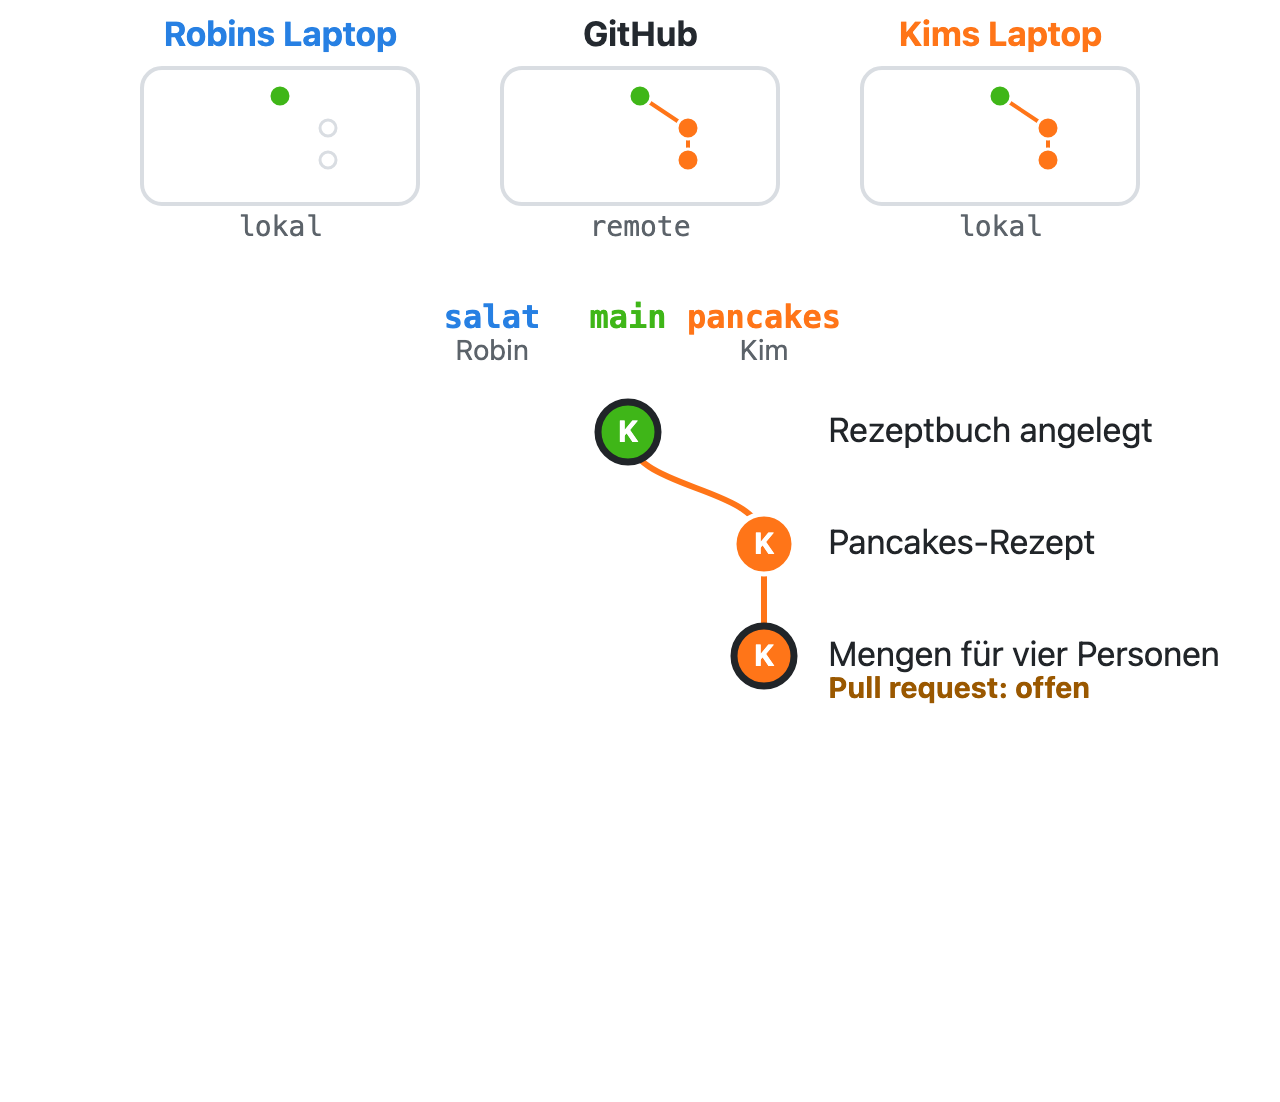 Robins Laptop
GitHub
Kims Laptop
lokal
remote
lokal
salat
main
pancakes
Robin
Kim
K
Rezeptbuch angelegt
K
Pancakes-Rezept
K
Mengen für vier Personen
Pull request: offen